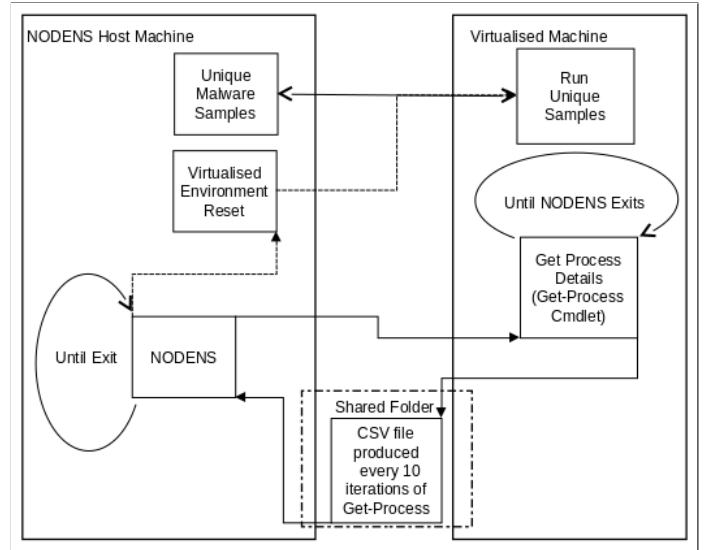 NODENS Host Machine
Virtualised Machine
Unique
Malware
Samples
Run
Unique
Samples
Virtualised
Environment
Reset
Until NODENS Exits
Get Process
Details
(Get-Process
Cmdlet)
Until Exit
NODENS
Shared Folder
CSV file
produced
every 10
iterations of
Get-Process